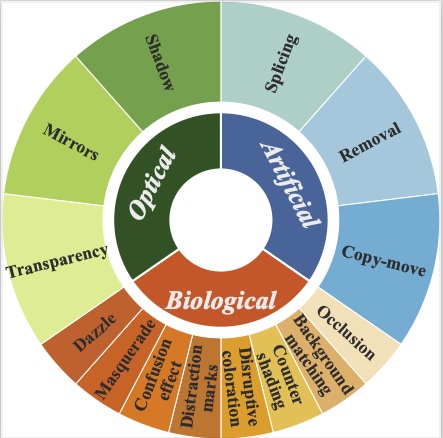 Shadow
Splicing
Mirrors
Removal
Optical
Artificial
Transparency
Copy-move
Biological
Dazzle
Masquerade
Confusion
effect
Distraction
marks
Disruptive
coloration
Counter
shading
Background
matching
Occlusion